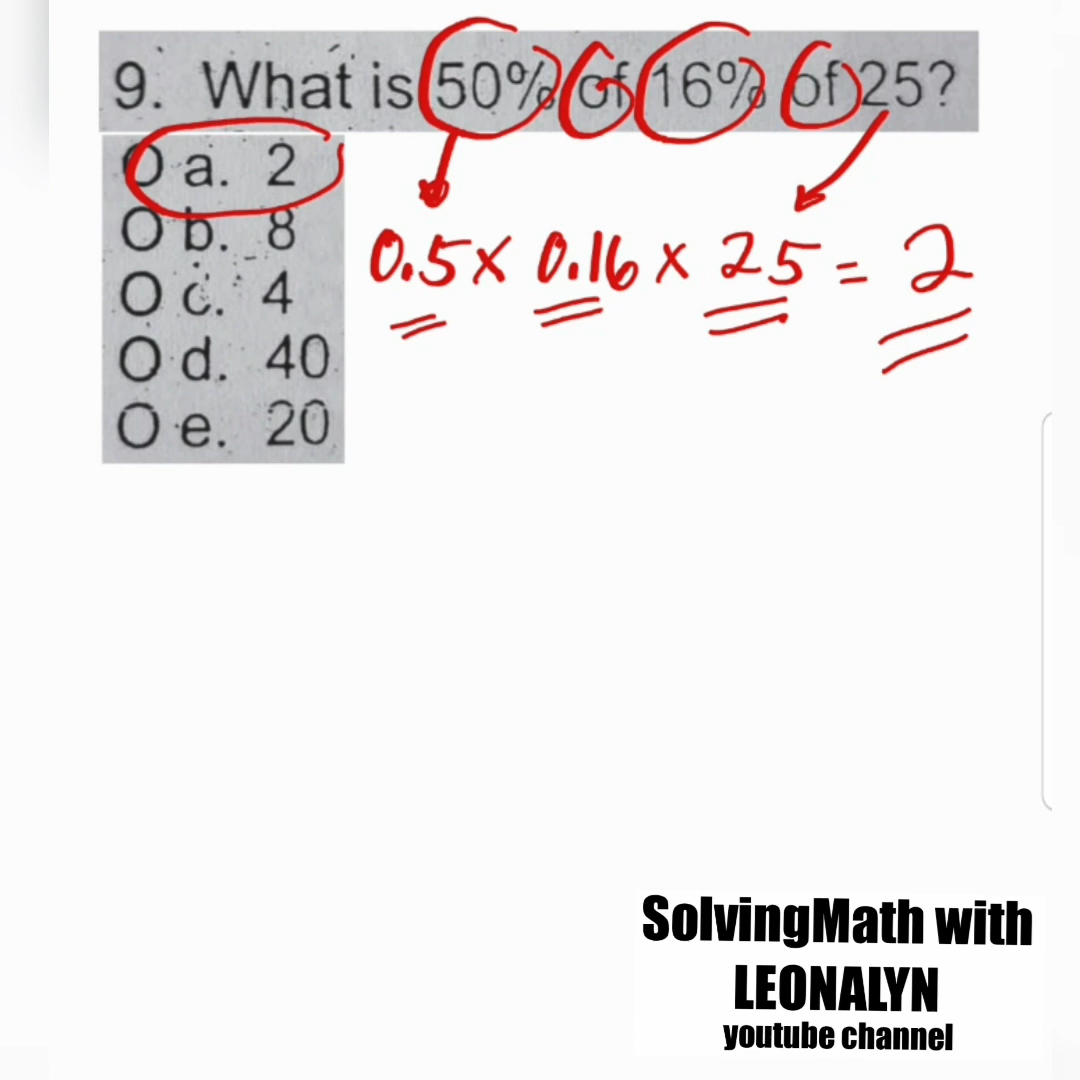 9. What is 50% of 16% of 25?
O a. 2
O b. 8
O c. 4
O d. 40
O e. 20
0.5 x 0.16 x 25 = 2
SolvingMath with
LEONALYN
youtube channel